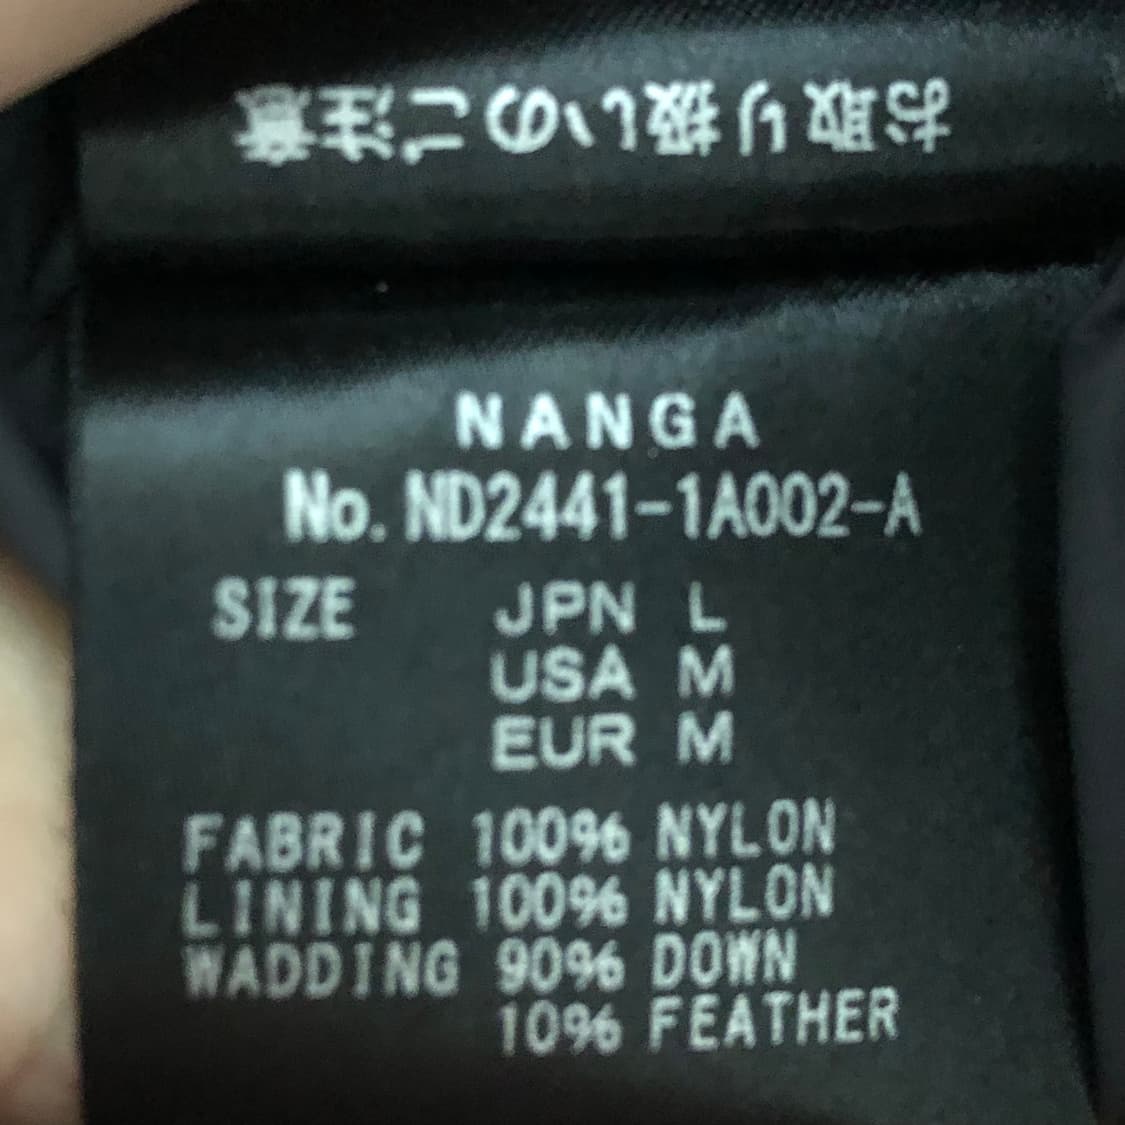 お取り扱いのご注意
NANGA
No. ND2441-1A002-A
SIZE JPN L
USA M
EUR M
FABRIC 100% NYLON
LINING 100% NYLON
WADDING 90% DOWN
10% FEATHER